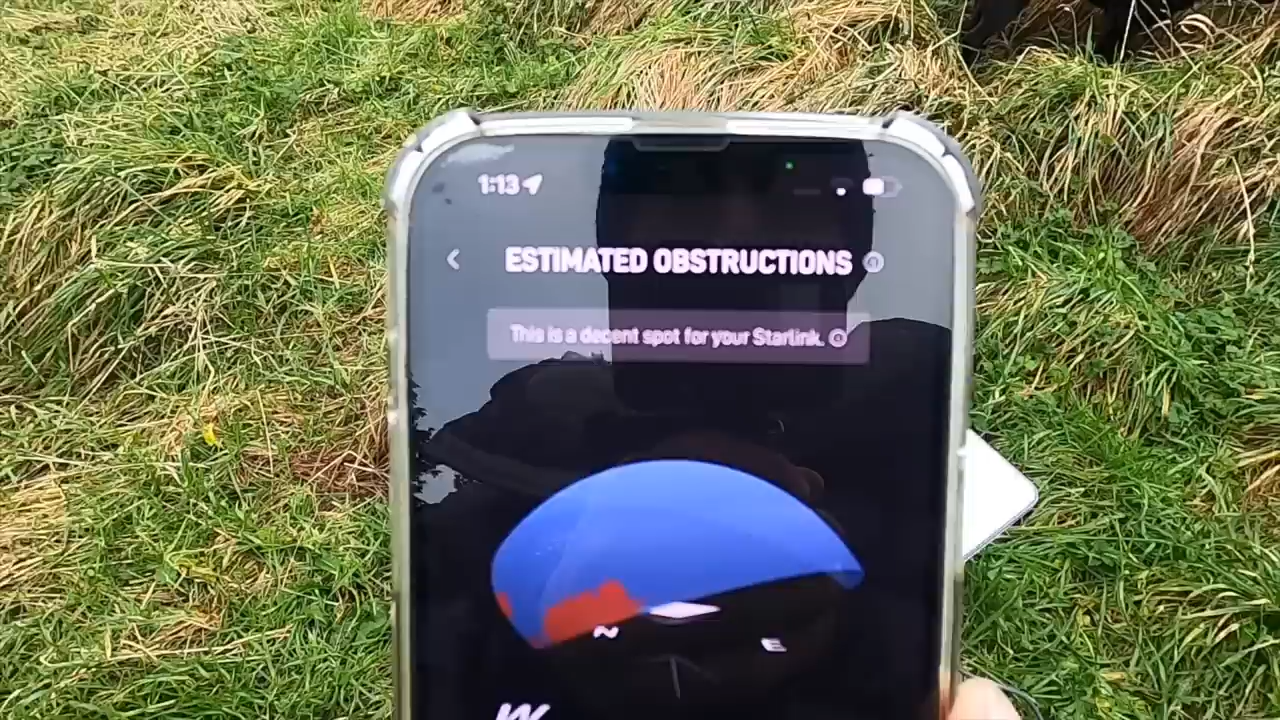 1:13
ESTIMATED OBSTRUCTIONS
This is a decent spot for your Starlink.
N
E
W